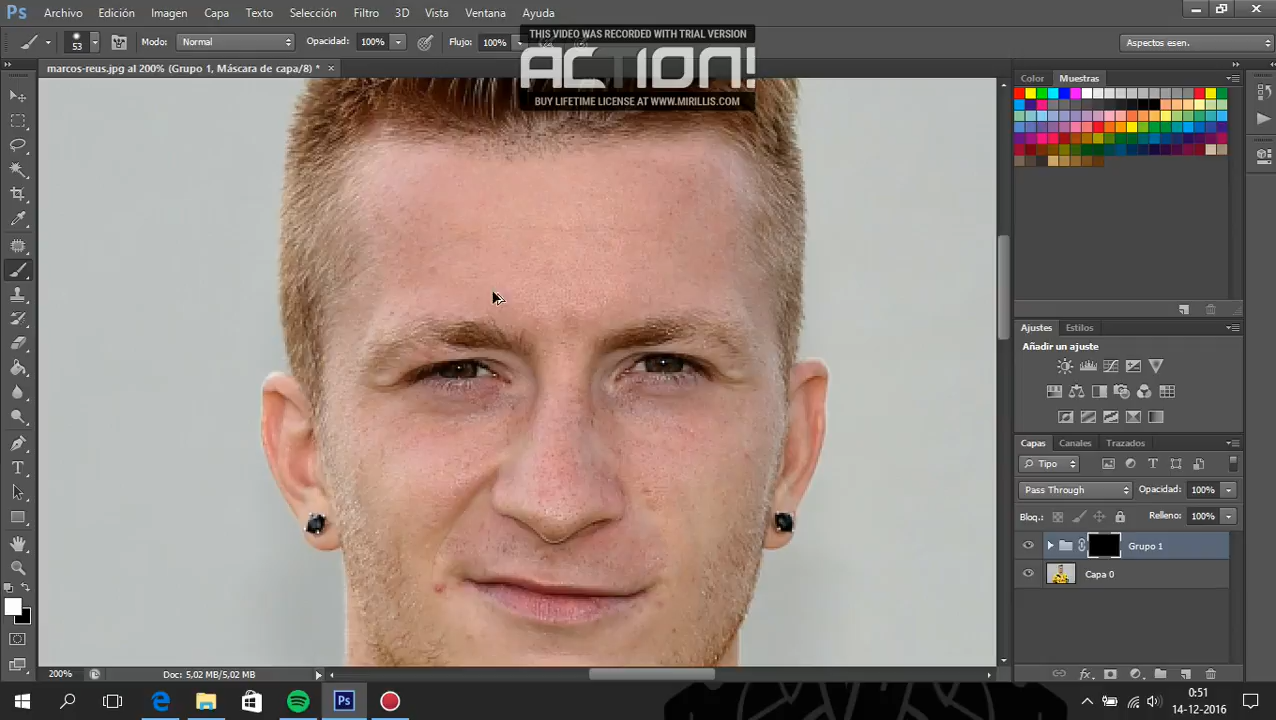 Ps Archivo Edición Imagen Capa Texto Selección Filtro 3D Vista Ventana Ayuda
THIS VIDEO WAS RECORDED WITH TRIAL VERSION
ACTION!
BUY LIFETIME LICENSE AT WWW.MIRILLIS.COM
53 Modo: Normal Opacidad: 100% Flujo: 100% Aspectos esen.
marcos-reus.jpg al 200% (Grupo 1, Máscara de capa/8) * ×
Color Muestras
Ajustes Estilos
Añadir un ajuste
Capas Canales Trazados
Tipo
Pass Through Opacidad: 100%
Bloq.: Relleno: 100%
Grupo 1
Capa 0
200% Doc: 5,02 MB/5,02 MB
Ps
0:51
14-12-2016